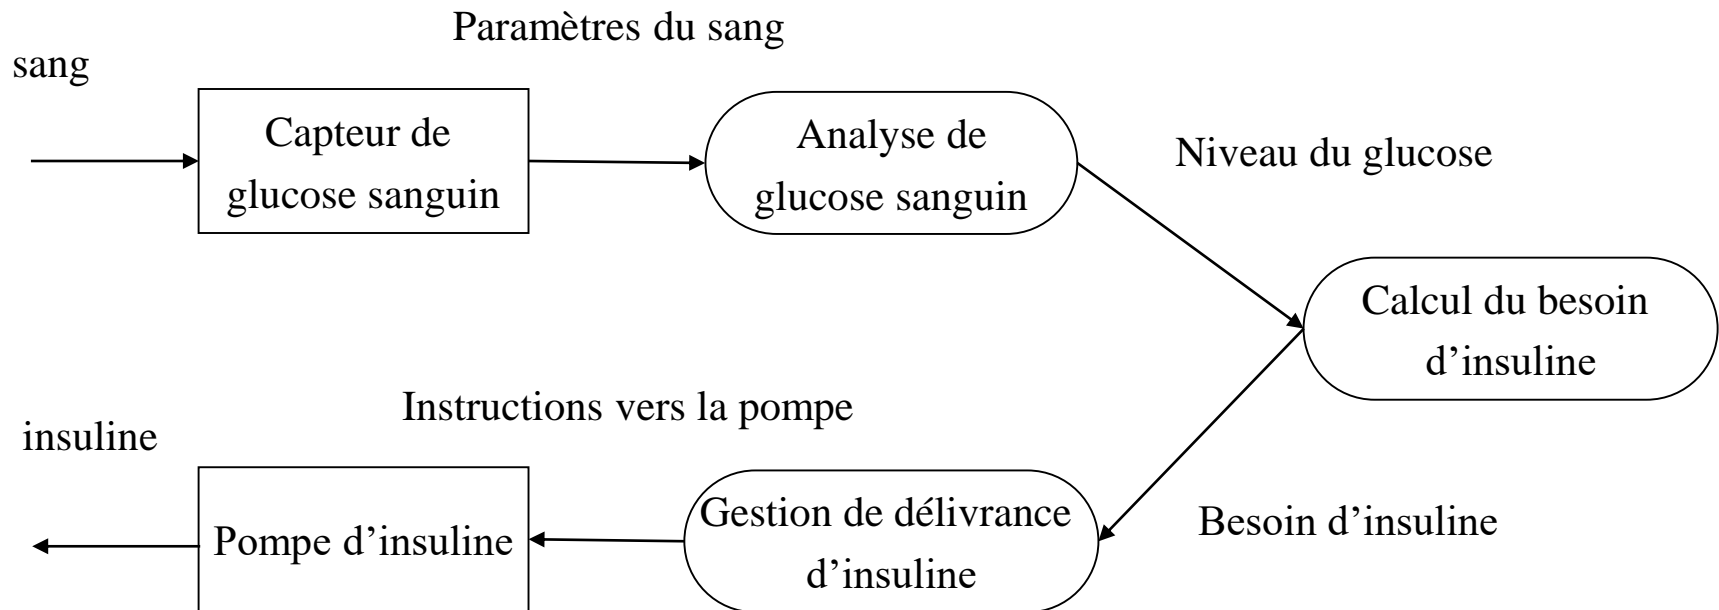 Paramètres du sang
sang
Capteur de
glucose sanguin
Analyse de
glucose sanguin
Niveau du glucose
Calcul du besoin
d’insuline
Instructions vers la pompe
insuline
Pompe d’insuline
Gestion de délivrance
d’insuline
Besoin d’insuline